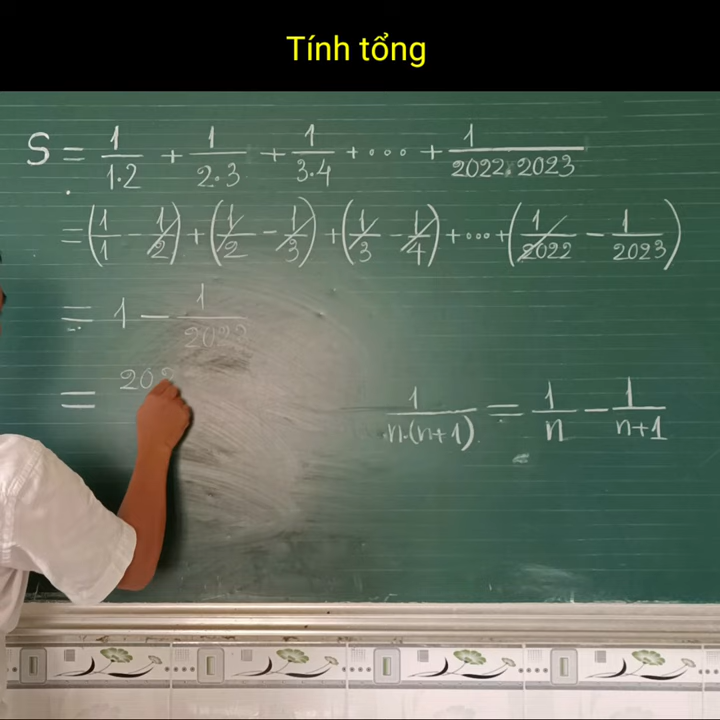 Tính tổng
S = 1/1.2 + 1/2.3 + 1/3.4 + ... + 1/2022.2023
= (1/1 - 1/2) + (1/2 - 1/3) + (1/3 - 1/4) + ... + (1/2022 - 1/2023)
= 1 - 1/2023
= 202
1/n.(n+1) = 1/n - 1/n+1